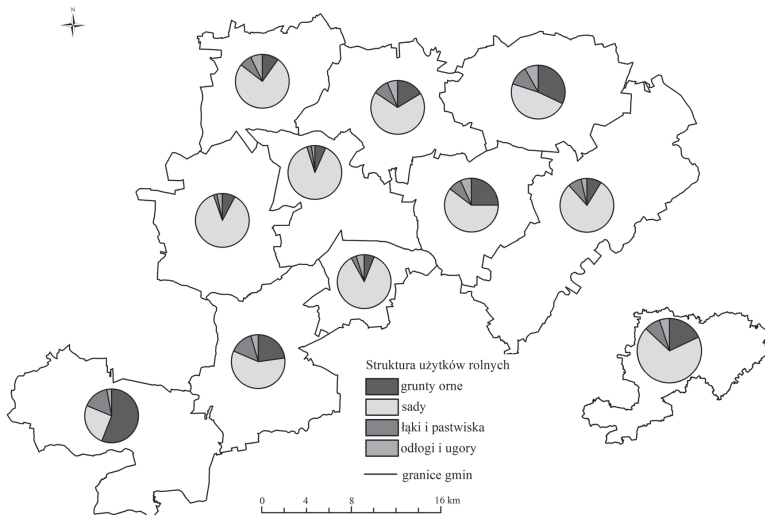 N
Struktura użytków rolnych
grunty orne
sady
łąki i pastwiska
odłogi i ugory
granice gmin
0 4 8 16 km